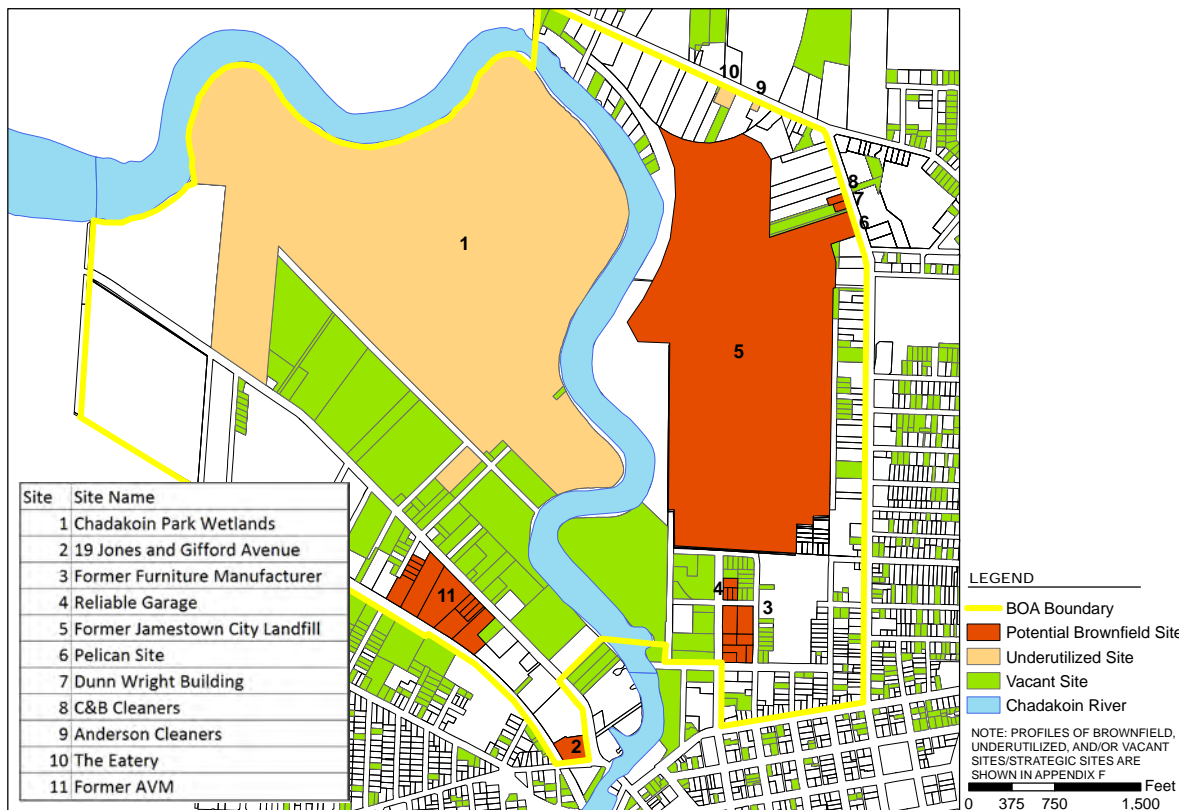 10
9
8
7
6
1
5
4
3
11
2
Site Site Name
1 Chadakoin Park Wetlands
2 19 Jones and Gifford Avenue
3 Former Furniture Manufacturer
4 Reliable Garage
5 Former Jamestown City Landfill
6 Pelican Site
7 Dunn Wright Building
8 C&B Cleaners
9 Anderson Cleaners
10 The Eatery
11 Former AVM
LEGEND
BOA Boundary
Potential Brownfield Site
Underutilized Site
Vacant Site
Chadakoin River
NOTE: PROFILES OF BROWNFIELD,
UNDERUTILIZED, AND/OR VACANT
SITES/STRATEGIC SITES ARE
SHOWN IN APPENDIX F
Feet
0 375 750 1,500